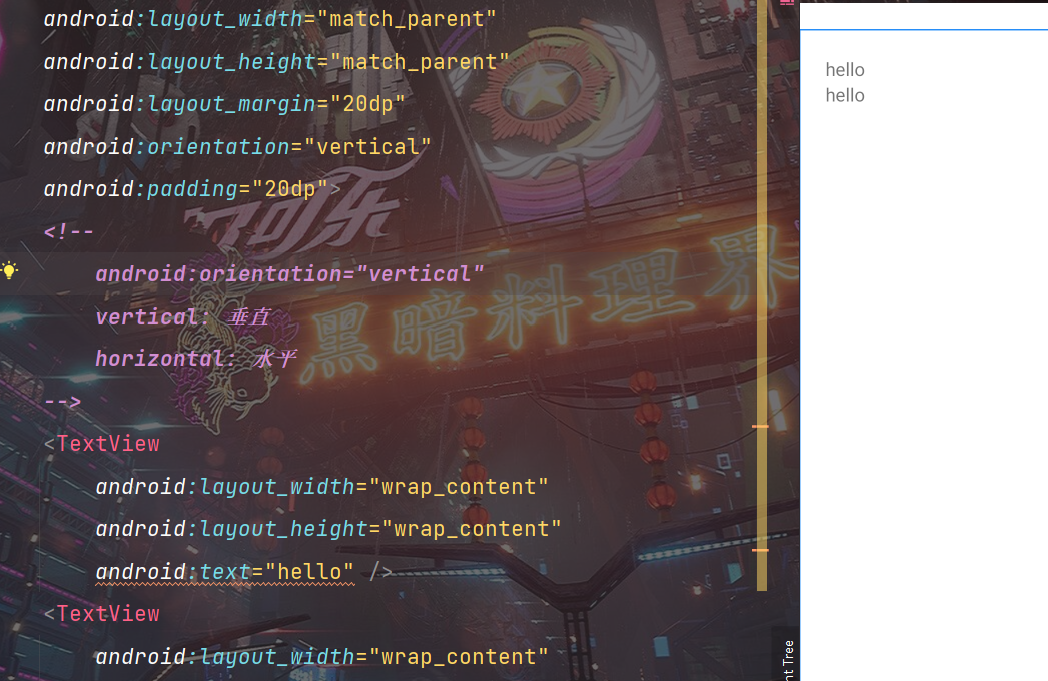 android:layout_width="match_parent"
android:layout_height="match_parent"
android:layout_margin="20dp"
android:orientation="vertical"
android:padding="20dp">
<!--
android:orientation="vertical"
vertical: 垂直
horizontal: 水平
-->
<TextView
android:layout_width="wrap_content"
android:layout_height="wrap_content"
android:text="hello" />
<TextView
android:layout_width="wrap_content"
可乐
黑暗料理界
hello
hello
nt Tree